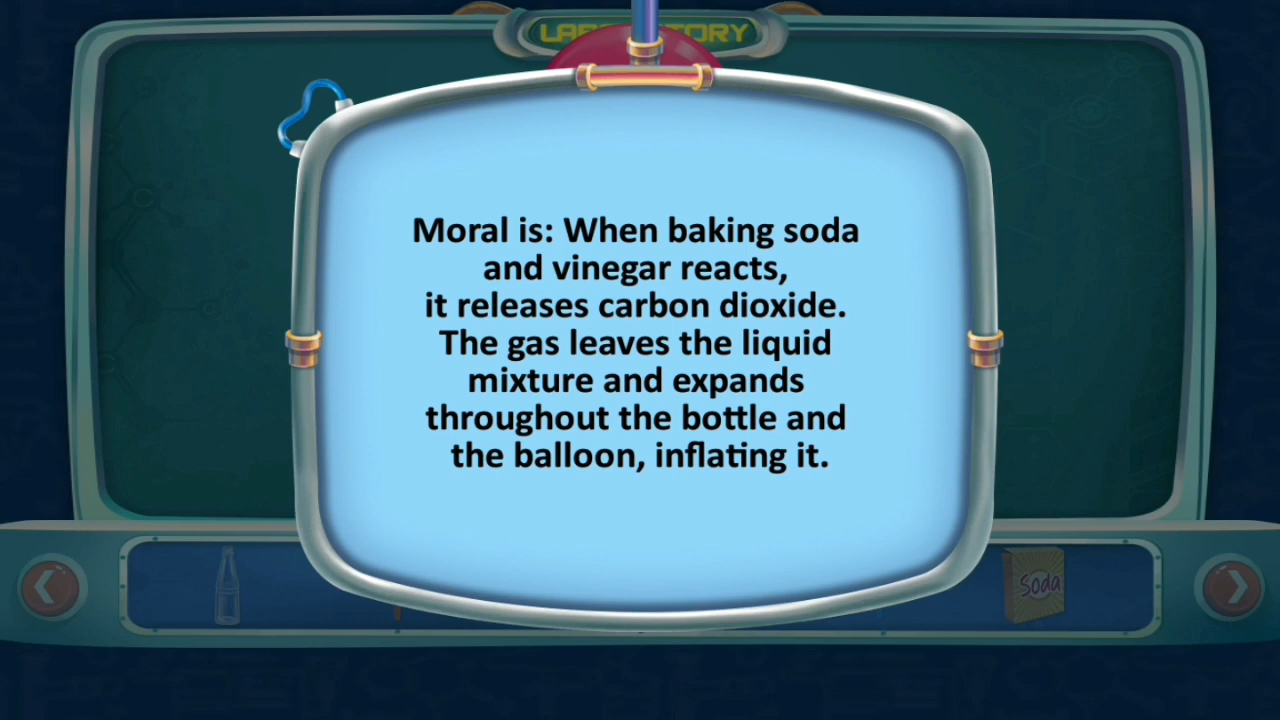 Moral is: When baking soda
and vinegar reacts,
it releases carbon dioxide.
The gas leaves the liquid
mixture and expands
throughout the bottle and
the balloon, inflating it.
Soda